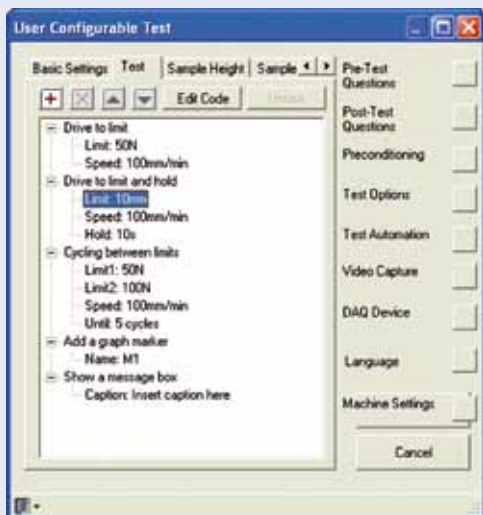 User Configurable Test
Basic Settings Test Sample Height Sample
Edit Code
Drive to limit
Limit: 50N
Speed: 100mm/min
Drive to limit and hold
Limit: 10mm
Speed: 100mm/min
Hold: 10s
Cycling between limits
Limit1: 50N
Limit2: 100N
Speed: 100mm/min
Until: 5 cycles
Add a graph marker
Name: M1
Show a message box
Caption: Insert caption here
Pre-Test
Questions
Post-Test
Questions
Preconditioning
Test Options
Test Automation
Video Capture
DAQ Device
Language
Machine Settings
Cancel